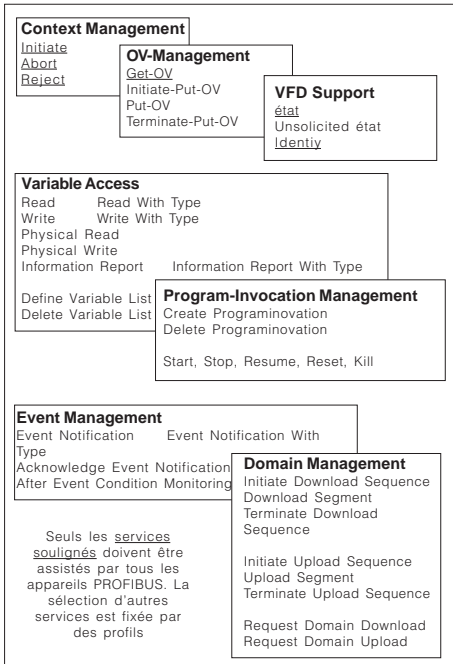 Context Management
Initiate
Abort
Reject
OV-Management
Get-OV
Initiate-Put-OV
Put-OV
Terminate-Put-OV
VFD Support
état
Unsolicited état
Identiy
Variable Access
Read Read With Type
Write Write With Type
Physical Read
Physical Write
Information Report Information Report With Type
Define Variable List
Delete Variable List
Program-Invocation Management
Create Programinovation
Delete Programinovation
Start, Stop, Resume, Reset, Kill
Event Management
Event Notification Event Notification With
Type
Acknowledge Event Notification
After Event Condition Monitoring
Domain Management
Initiate Download Sequence
Download Segment
Terminate Download
Sequence
Initiate Upload Sequence
Upload Segment
Terminate Upload Sequence
Request Domain Download
Request Domain Upload
Seuls les services
soulignés doivent être
assistés par tous les
appareils PROFIBUS. La
sélection d'autres
services est fixée par
des profils